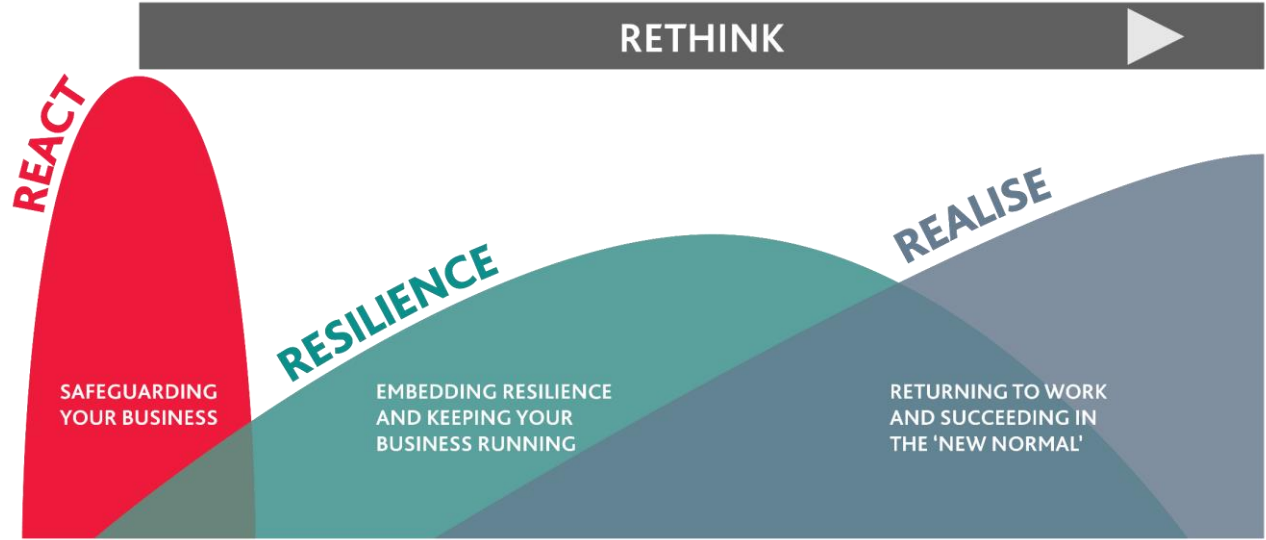 RETHINK
REACT
RESILIENCE
REALISE
SAFEGUARDING
YOUR BUSINESS
EMBEDDING RESILIENCE
AND KEEPING YOUR
BUSINESS RUNNING
RETURNING TO WORK
AND SUCCEEDING IN
THE 'NEW NORMAL'